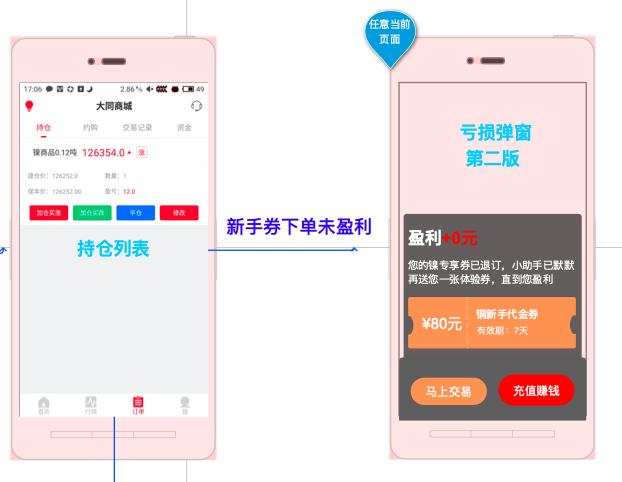 任意当前
页面
17:06
2.86% 49
大同商城
持仓 约购 交易记录 资金
镍商品0.12吨 126354.0 涨
建仓价: 126252.0 数量: 1
保本价: 126252.00 盈亏: 12.0
加仓买涨 加仓买跌 平仓 修改
持仓列表
首页 行情 订单 我
新手券下单未盈利
亏损弹窗
第二版
盈利+0元
您的镍专享券已退订，小助手已默默
再送您一张体验券，直到您盈利
¥80元
铜新手代金券
有效期：7天
马上交易 充值赚钱